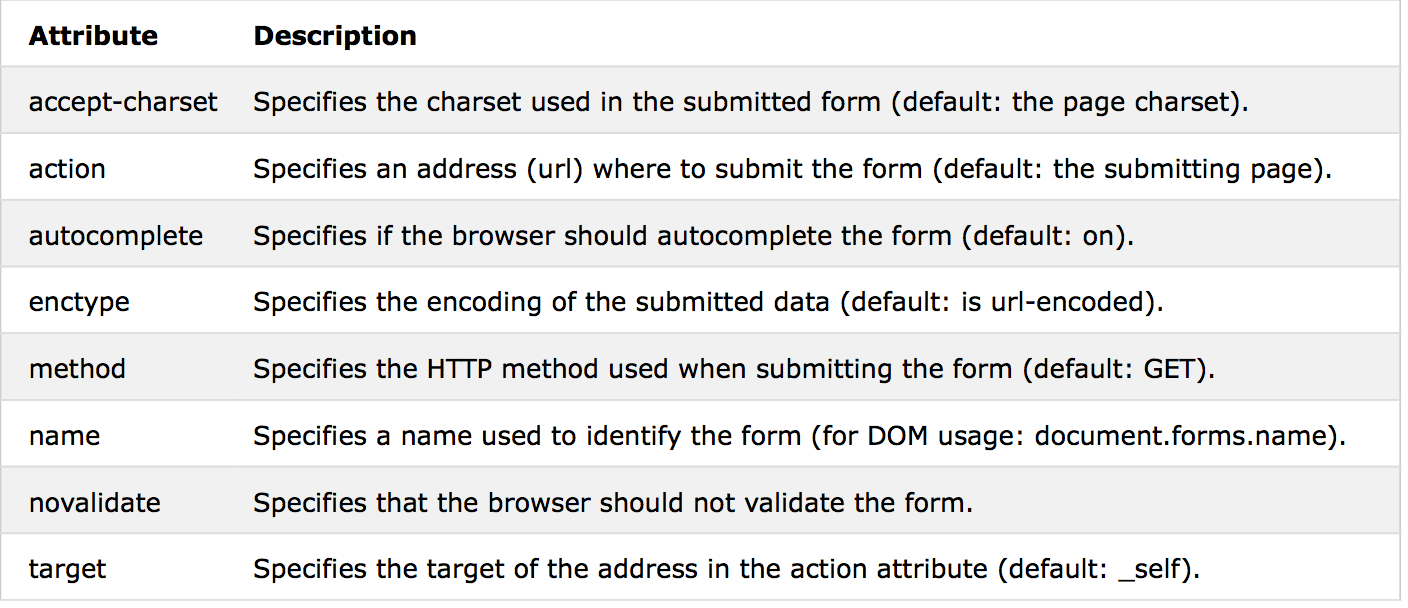 Attribute Description
accept-charset Specifies the charset used in the submitted form (default: the page charset).
action Specifies an address (url) where to submit the form (default: the submitting page).
autocomplete Specifies if the browser should autocomplete the form (default: on).
enctype Specifies the encoding of the submitted data (default: is url-encoded).
method Specifies the HTTP method used when submitting the form (default: GET).
name Specifies a name used to identify the form (for DOM usage: document.forms.name).
novalidate Specifies that the browser should not validate the form.
target Specifies the target of the address in the action attribute (default: _self).